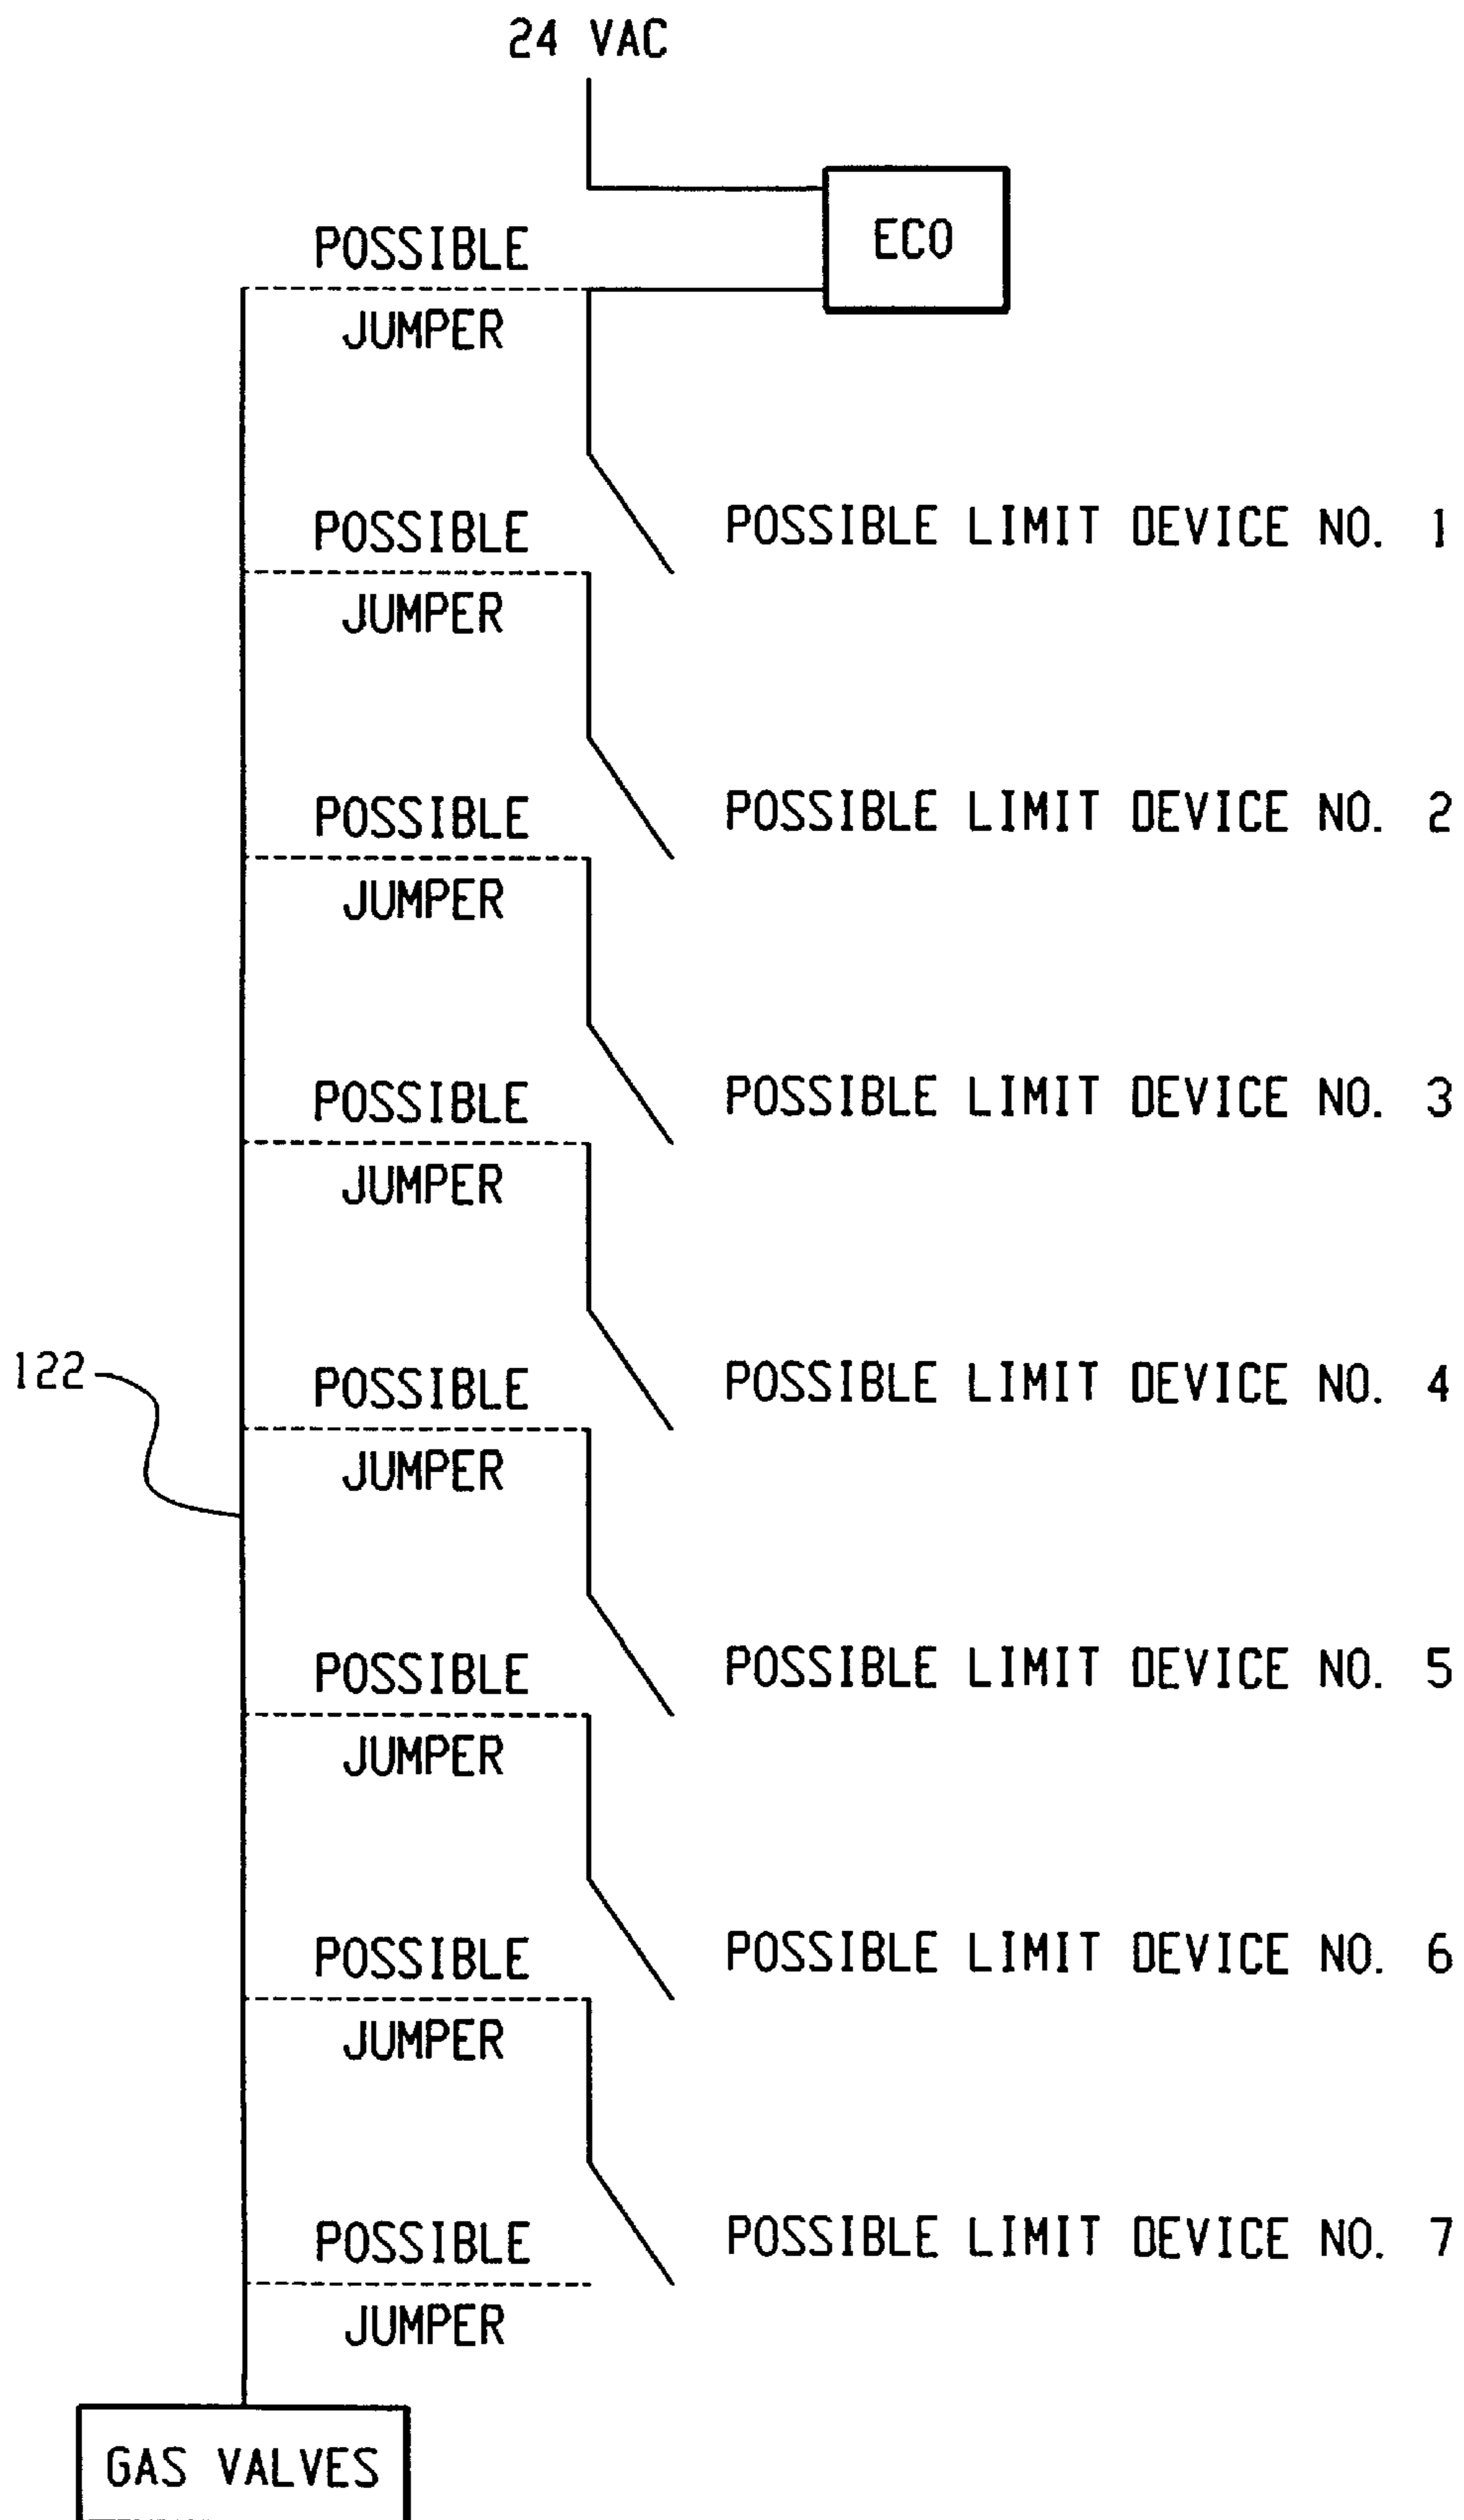 24 VAC
ECO
POSSIBLE
JUMPER
POSSIBLE
POSSIBLE LIMIT DEVICE NO. 1
JUMPER
POSSIBLE
POSSIBLE LIMIT DEVICE NO. 2
JUMPER
POSSIBLE
POSSIBLE LIMIT DEVICE NO. 3
JUMPER
122
POSSIBLE
POSSIBLE LIMIT DEVICE NO. 4
JUMPER
POSSIBLE
POSSIBLE LIMIT DEVICE NO. 5
JUMPER
POSSIBLE
POSSIBLE LIMIT DEVICE NO. 6
JUMPER
POSSIBLE
POSSIBLE LIMIT DEVICE NO. 7
JUMPER
GAS VALVES